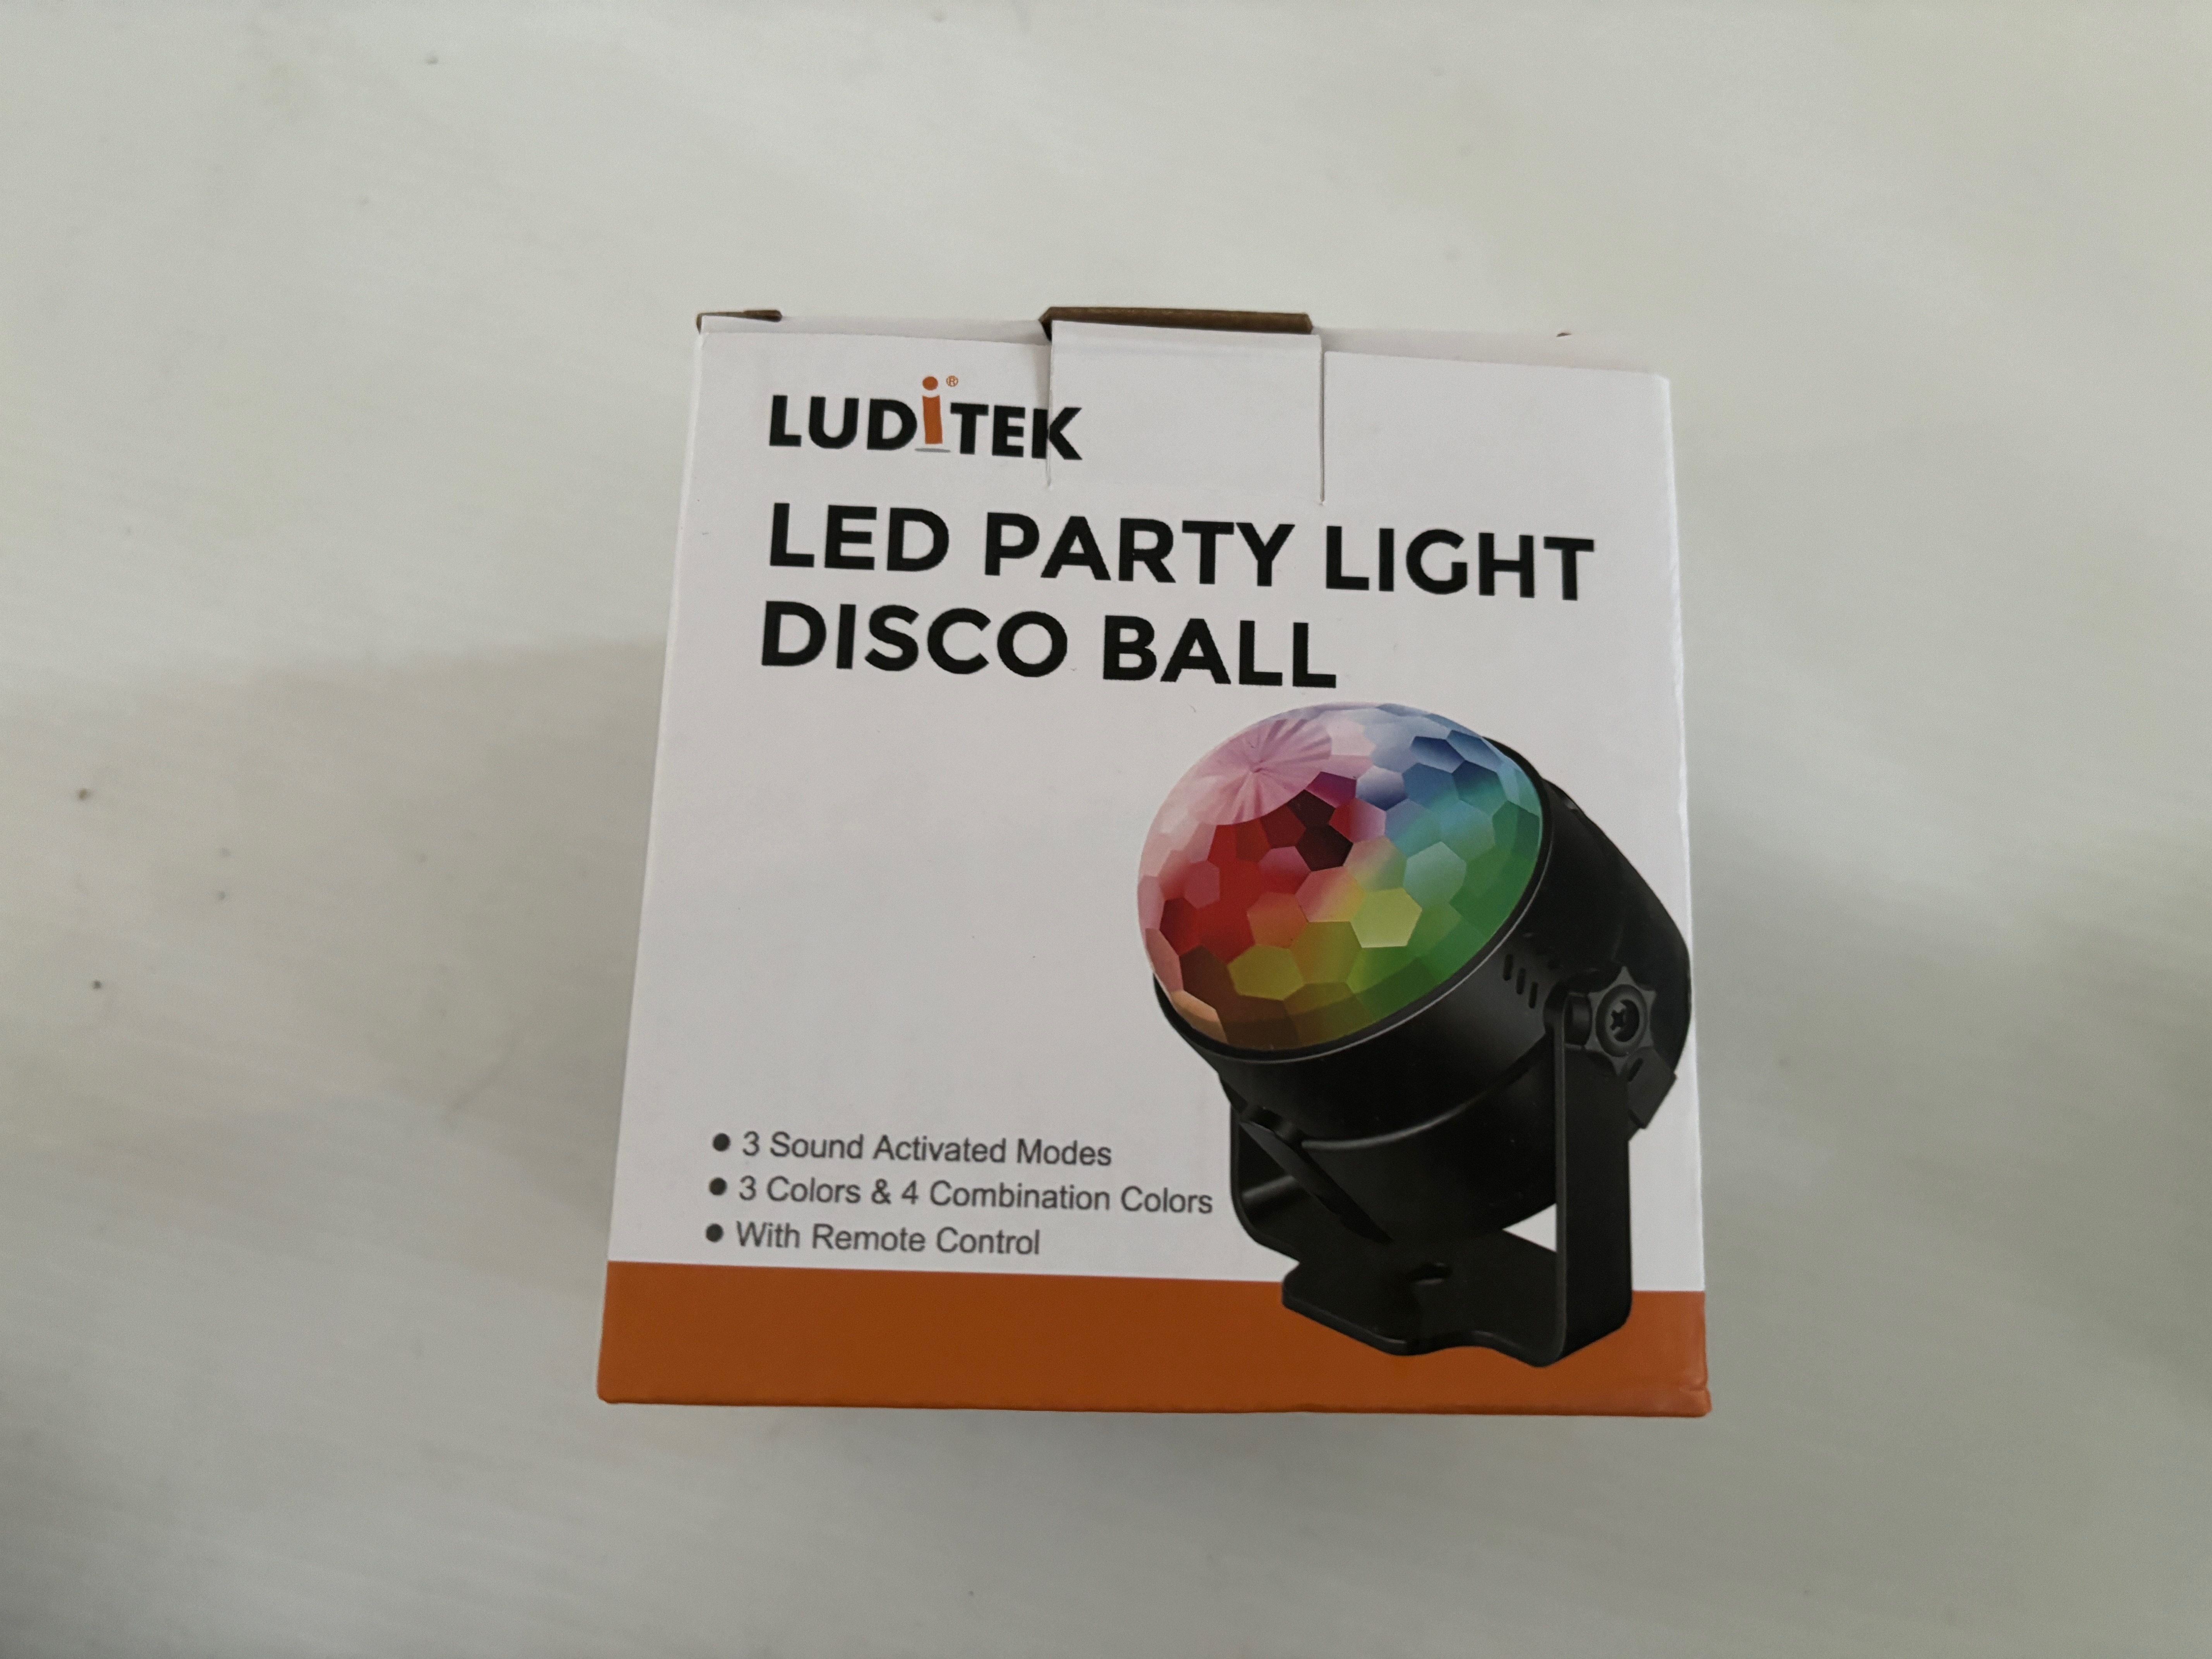 LUDiTEK®
LED PARTY LIGHT
DISCO BALL
● 3 Sound Activated Modes
● 3 Colors & 4 Combination Colors
● With Remote Control